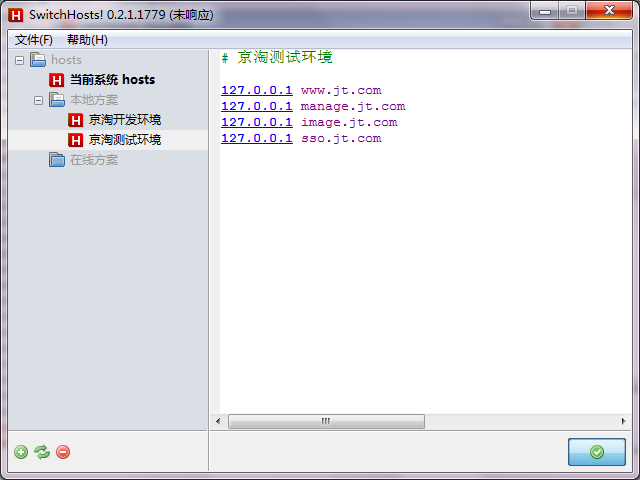 SwitchHosts! 0.2.1.1779 (未响应)
文件(F) 帮助(H)
hosts
当前系统 hosts
本地方案
京淘开发环境
京淘测试环境
在线方案
# 京淘测试环境
127.0.0.1 www.jt.com
127.0.0.1 manage.jt.com
127.0.0.1 image.jt.com
127.0.0.1 sso.jt.com